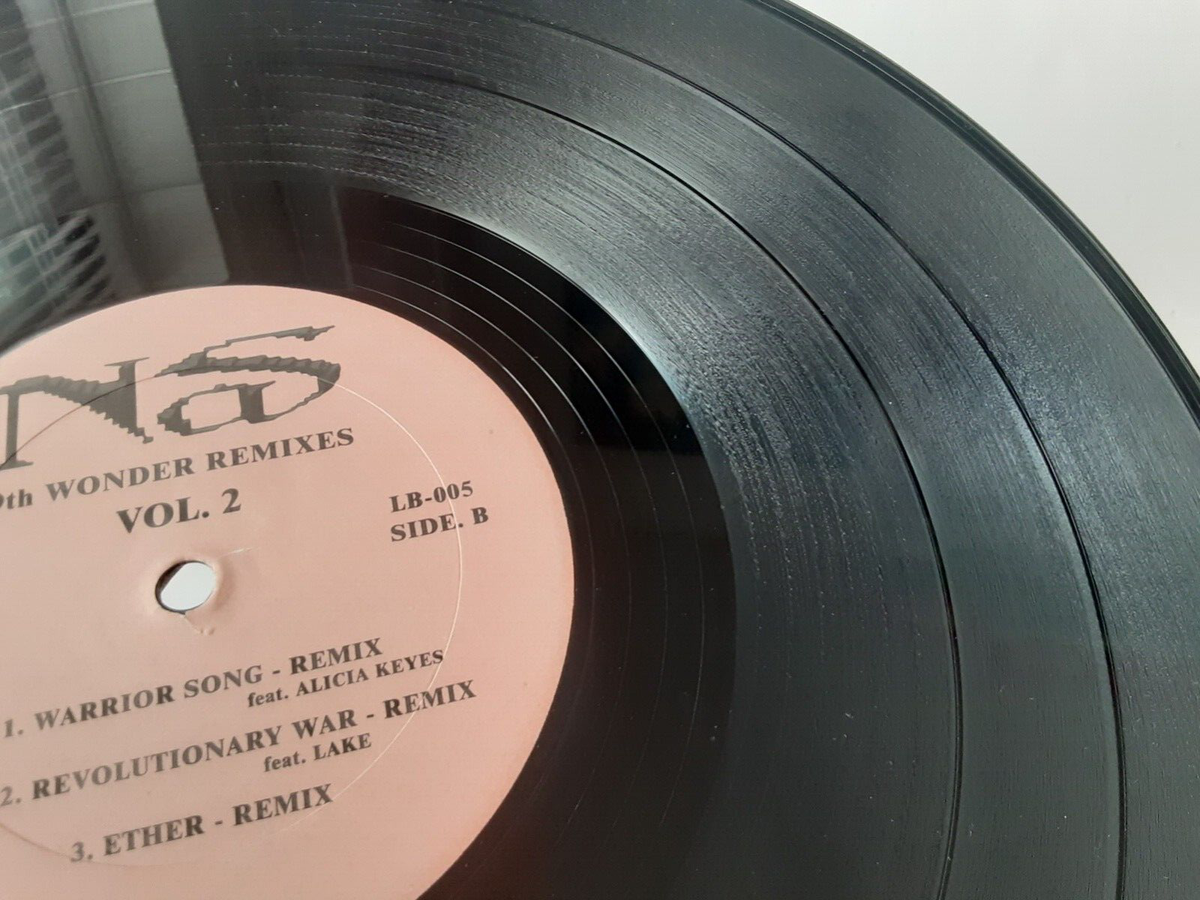 Nas
9th WONDER REMIXES
VOL. 2
LB-005
SIDE. B
1. WARRIOR SONG - REMIX
feat. ALICIA KEYES
2. REVOLUTIONARY WAR - REMIX
feat. LAKE
3. ETHER - REMIX